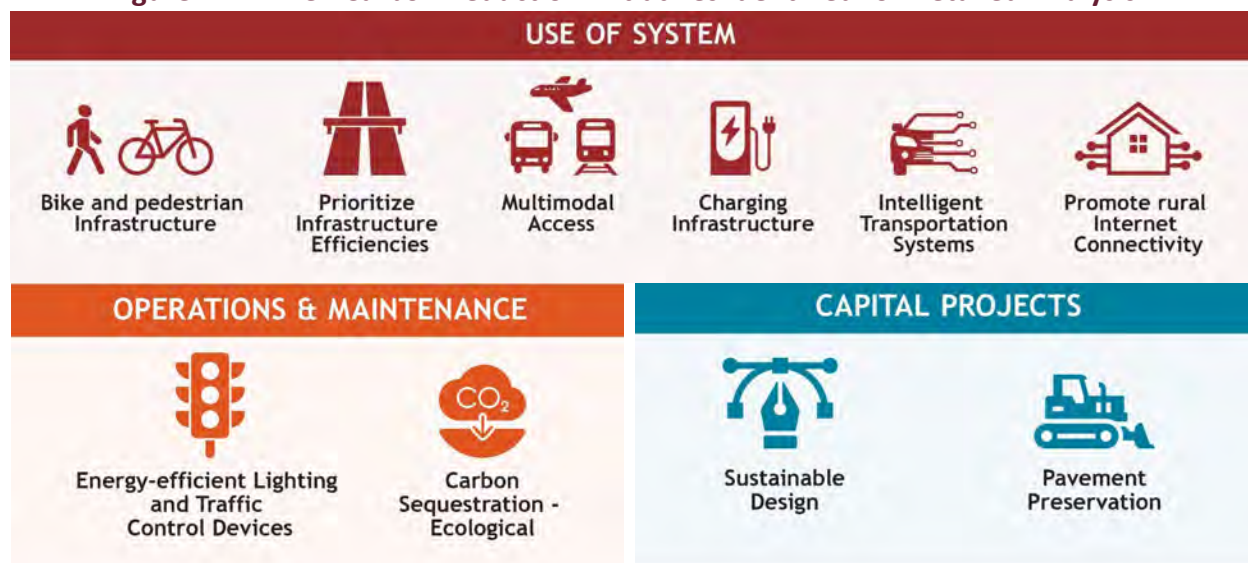 USE OF SYSTEM
Bike and pedestrian
Infrastructure
Prioritize
Infrastructure
Efficiencies
Multimodal
Access
Charging
Infrastructure
Intelligent
Transportation
Systems
Promote rural
Internet
Connectivity
OPERATIONS & MAINTENANCE
Energy-efficient Lighting
and Traffic
Control Devices
CO₂
Carbon
Sequestration -
Ecological
CAPITAL PROJECTS
Sustainable
Design
Pavement
Preservation